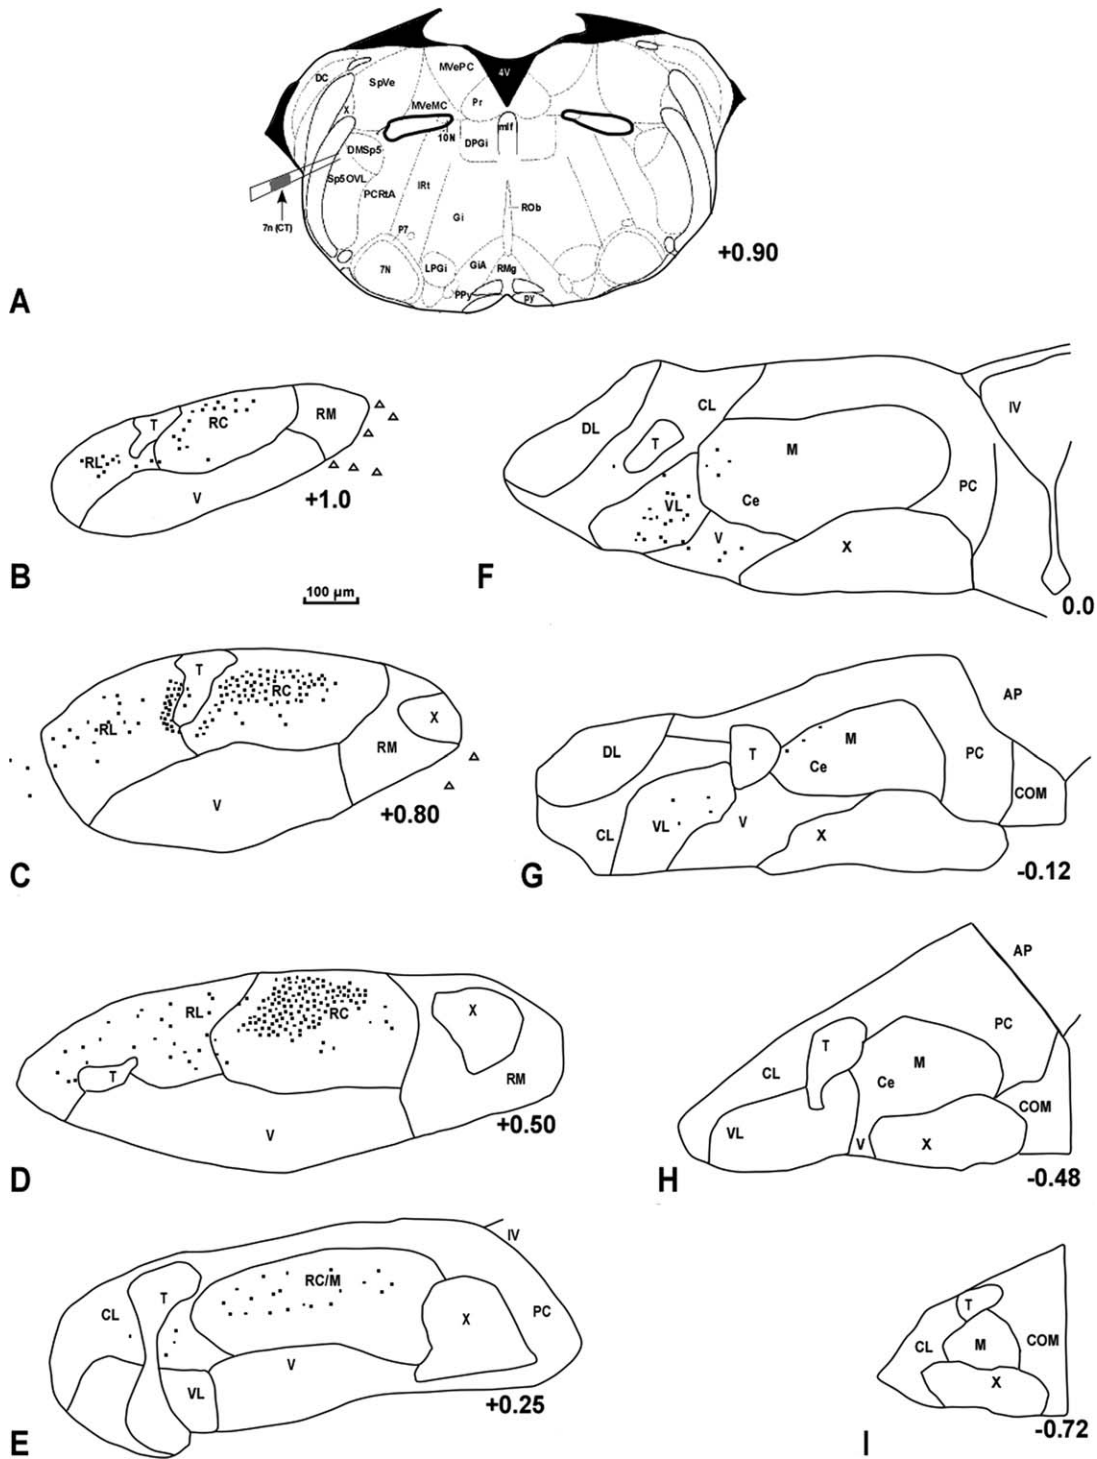 4V
MVePC
DC
SpVe
X
MVeMC
Pr
10N
mlf
DPGi
DMSp5
Sp5OVL
IRt
PCRtA
ROb
Gi
7n (CT)
P7
7N
LPGi
GiA
RMg
PPy
py
+0.90
A
T
RC
RM
RL
V
+1.0
B
100 µm
DL
CL
T
M
IV
VL
Ce
PC
V
X
F
0.0
T
RC
RL
X
RM
V
+0.80
C
AP
DL
T
M
PC
Ce
COM
CL
VL
V
X
G
-0.12
RL
RC
X
T
RM
V
+0.50
D
AP
PC
T
M
CL
Ce
COM
VL
V
X
H
-0.48
IV
RC/M
T
CL
X
PC
V
VL
+0.25
E
T
CL
M
COM
X
-0.72
I